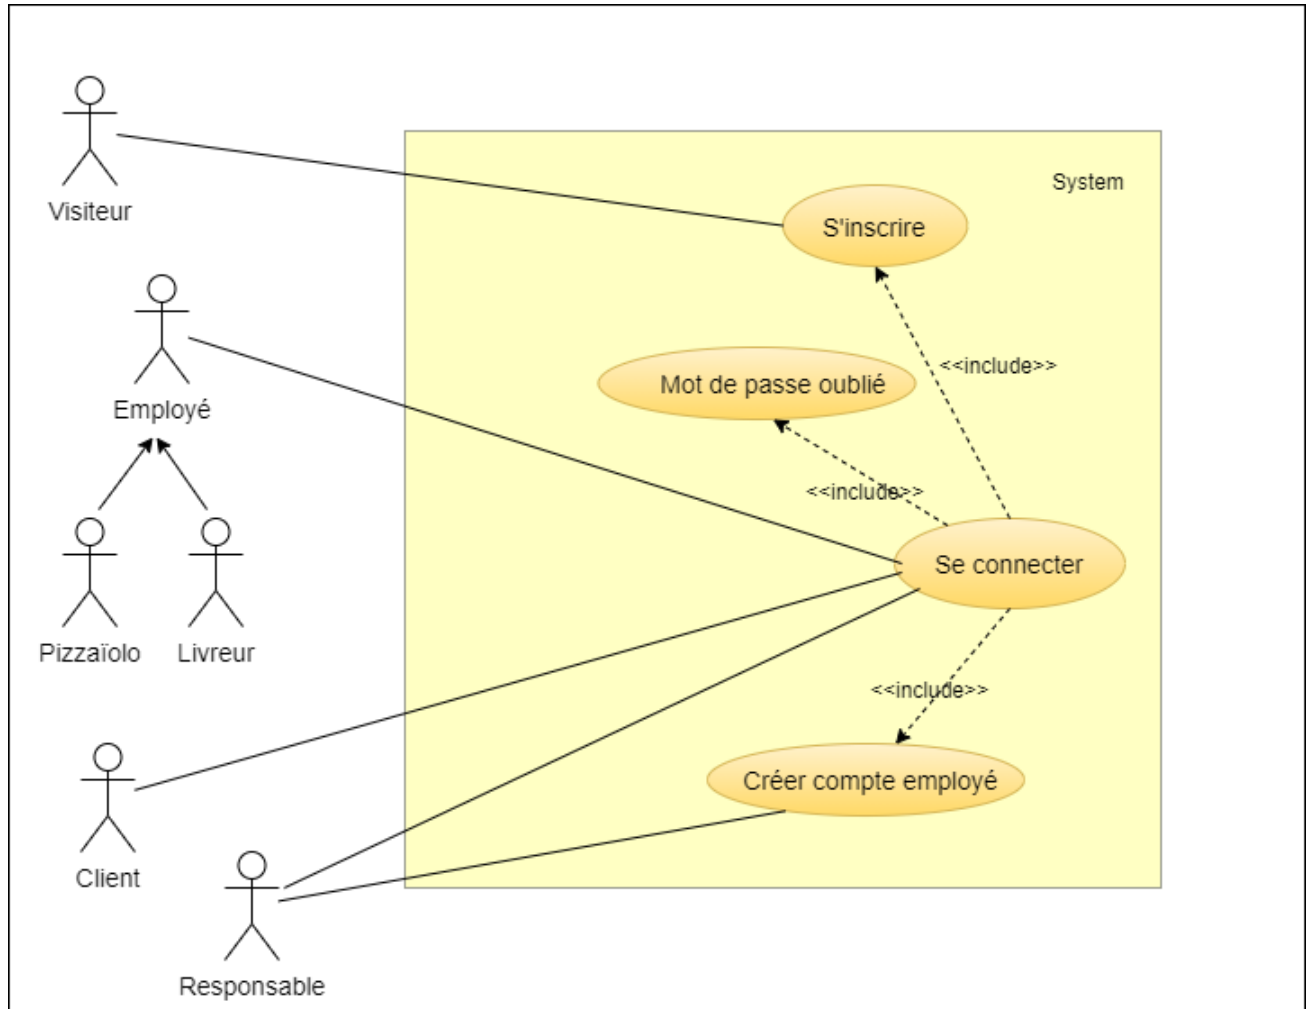 System
Visiteur
S'inscrire
<<include>>
Mot de passe oublié
Employé
<<include>>
Se connecter
Pizzaïolo
Livreur
<<include>>
Créer compte employé
Client
Responsable